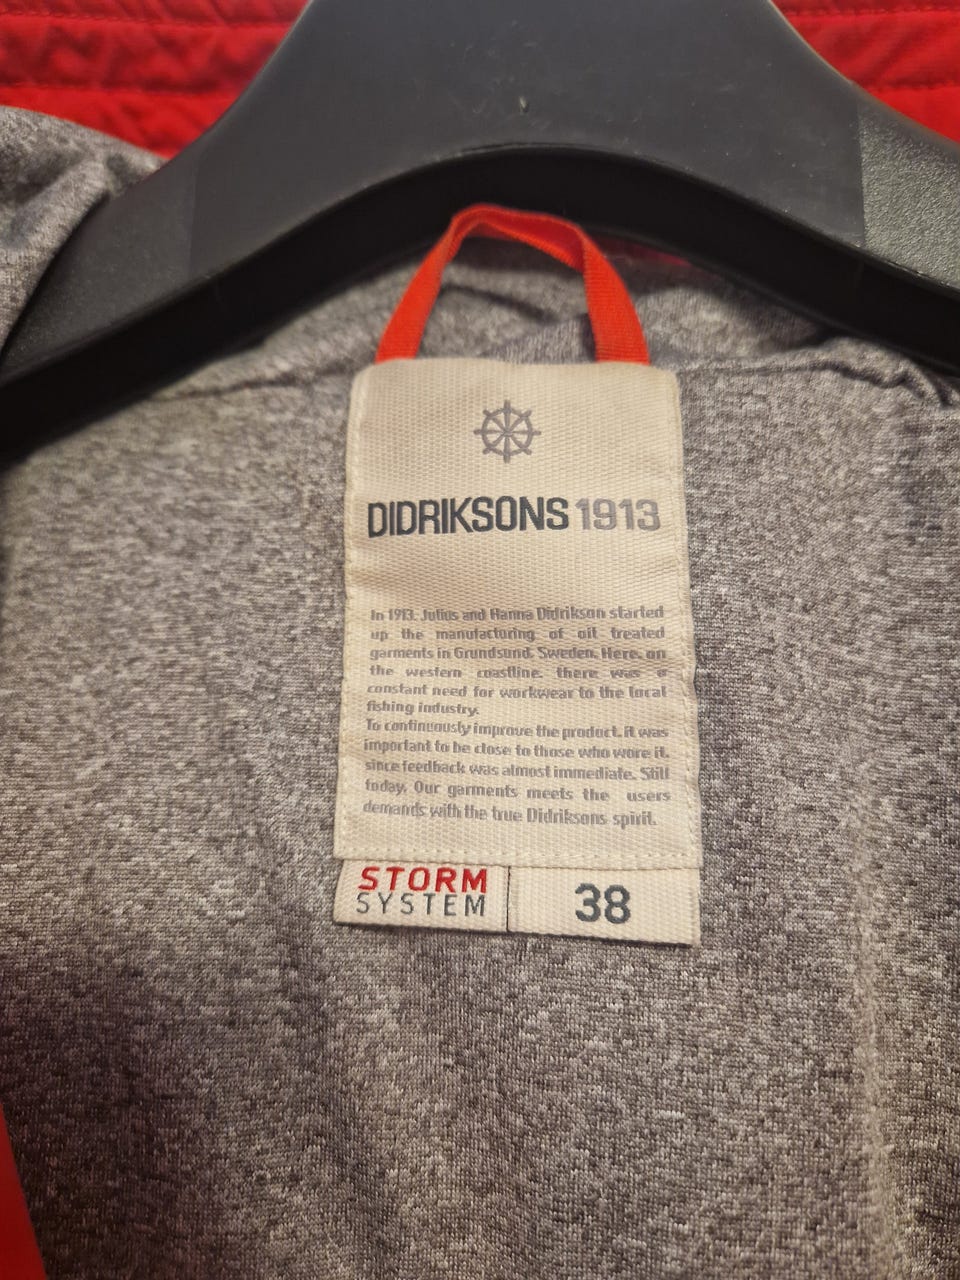 DIDRIKSONS 1913
In 1913, Julius and Hanna Didrikson started
up the manufacturing of oil treated
garments in Grundsund, Sweden. Here, on
the western coastline, there was a
constant need for workwear to the local
fishing industry.
To continuously improve the product, it was
important to be close to those who wore it,
since feedback was almost immediate. Still
today, Our garments meets the users
demands with the true Didriksons spirit.
STORM
SYSTEM
38